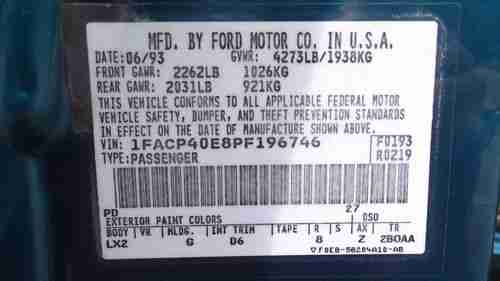 MFD. BY FORD MOTOR CO. IN U.S.A.
DATE: 06/93 GVWR: 4273LB/1938KG
FRONT GAWR: 2262LB 1026KG
REAR GAWR: 2031LB 921KG
THIS VEHICLE CONFORMS TO ALL APPLICABLE FEDERAL MOTOR
VEHICLE SAFETY, BUMPER, AND THEFT PREVENTION STANDARDS
IN EFFECT ON THE DATE OF MANUFACTURE SHOWN ABOVE.
VIN: 1FACP40E8PF196746 F0193
TYPE: PASSENGER R0219
PD 27
EXTERIOR PAINT COLORS DSO
BODY VR MLDG. INT. TRIM TAPE R S AX TR
LX2 G D6 8 Z 2BOAA